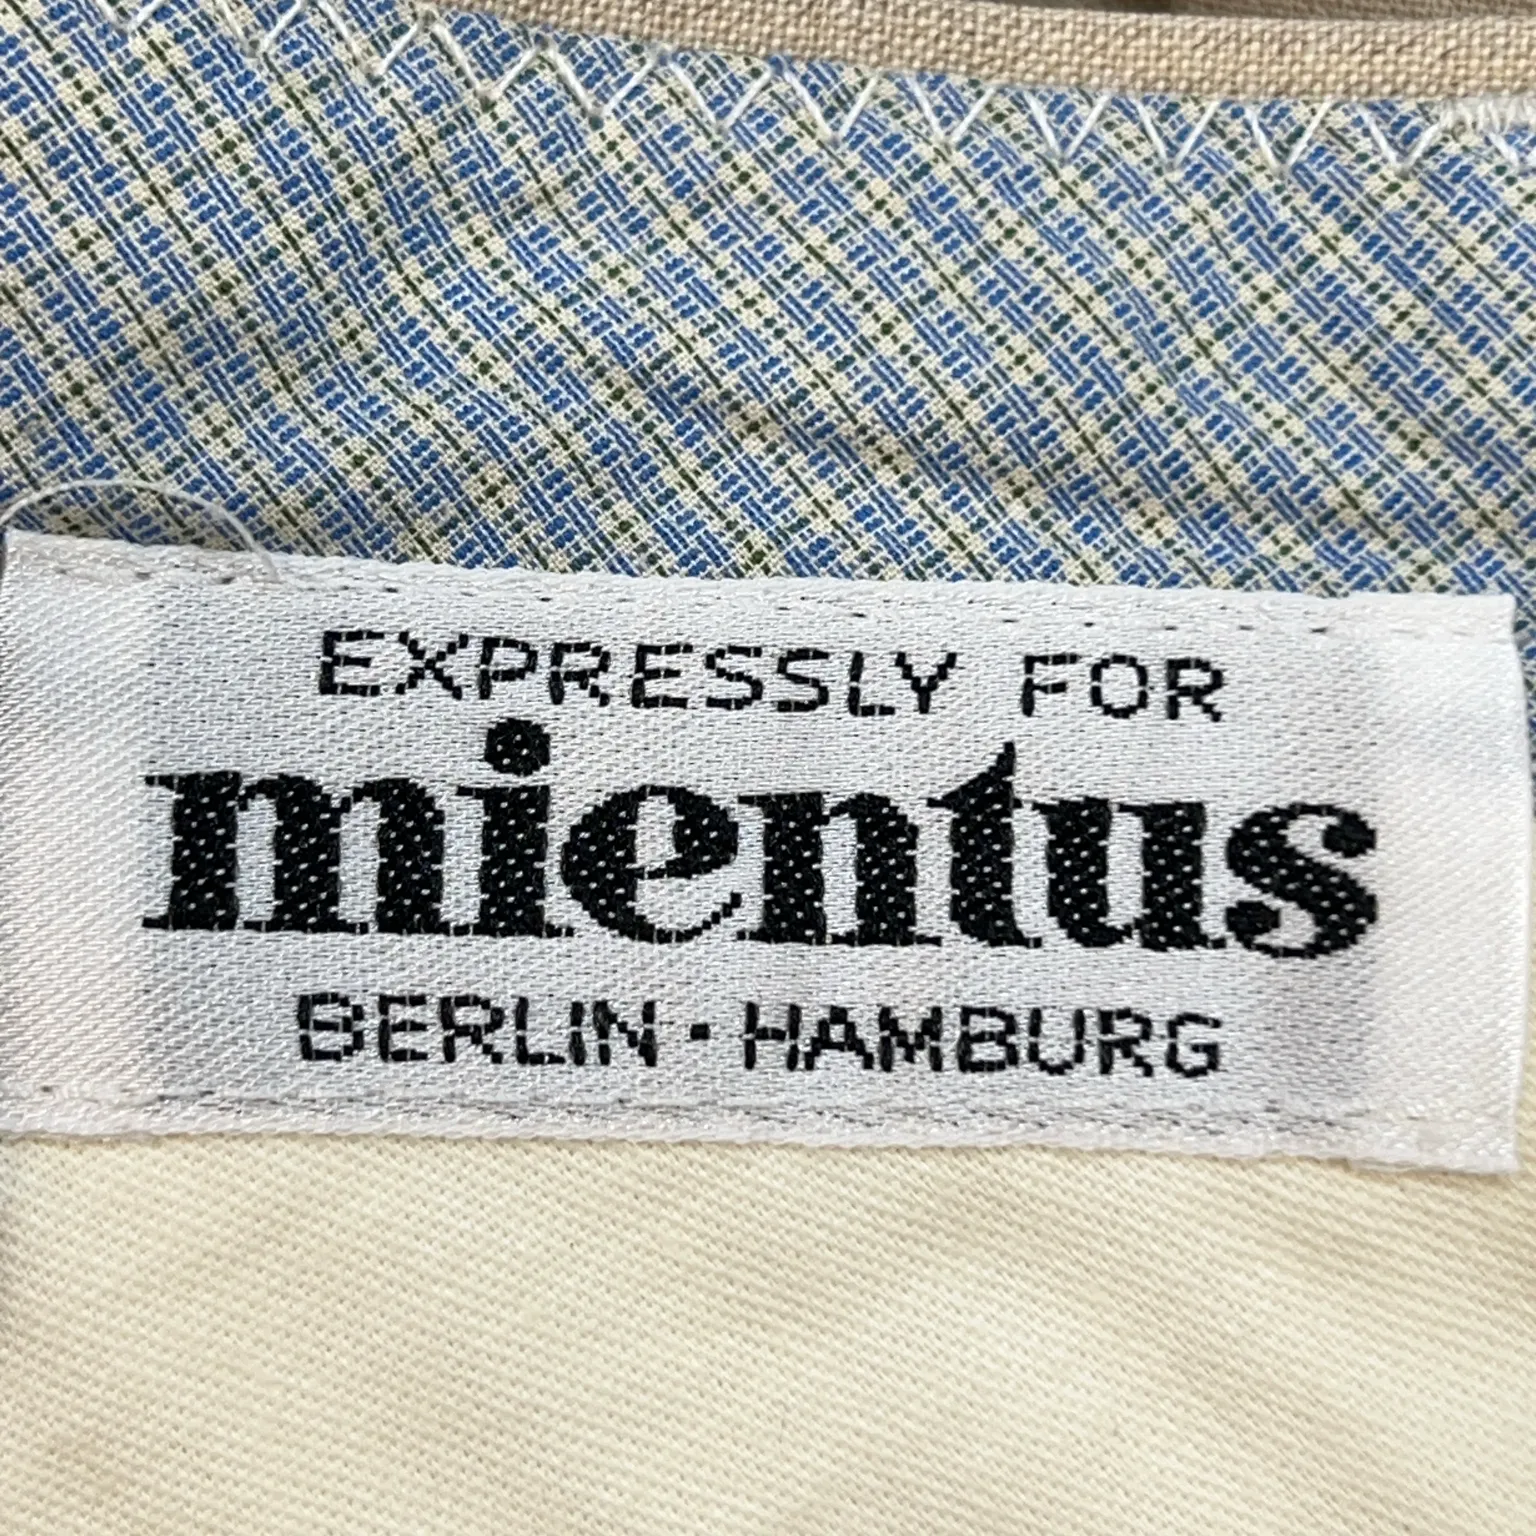 EXPRESSLY FOR
mientus
BERLIN · HAMBURG